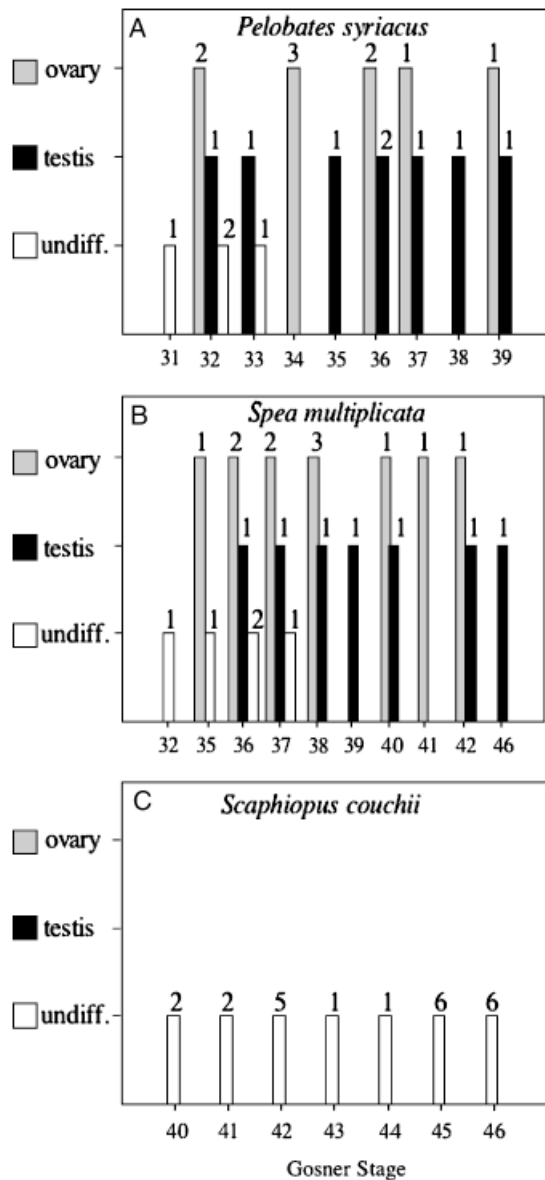 A Pelobates syriacus
2 3 2 1 1
ovary
1 1 1 2 1 1 1
testis
1 2 1
undiff.
31 32 33 34 35 36 37 38 39
B Spea multiplicata
1 2 2 3 1 1 1
ovary
1 1 1 1 1 1 1
testis
1 1 2 1
undiff.
32 35 36 37 38 39 40 41 42 46
C Scaphiopus couchii
ovary
testis
2 2 5 1 1 6 6
undiff.
40 41 42 43 44 45 46
Gosner Stage